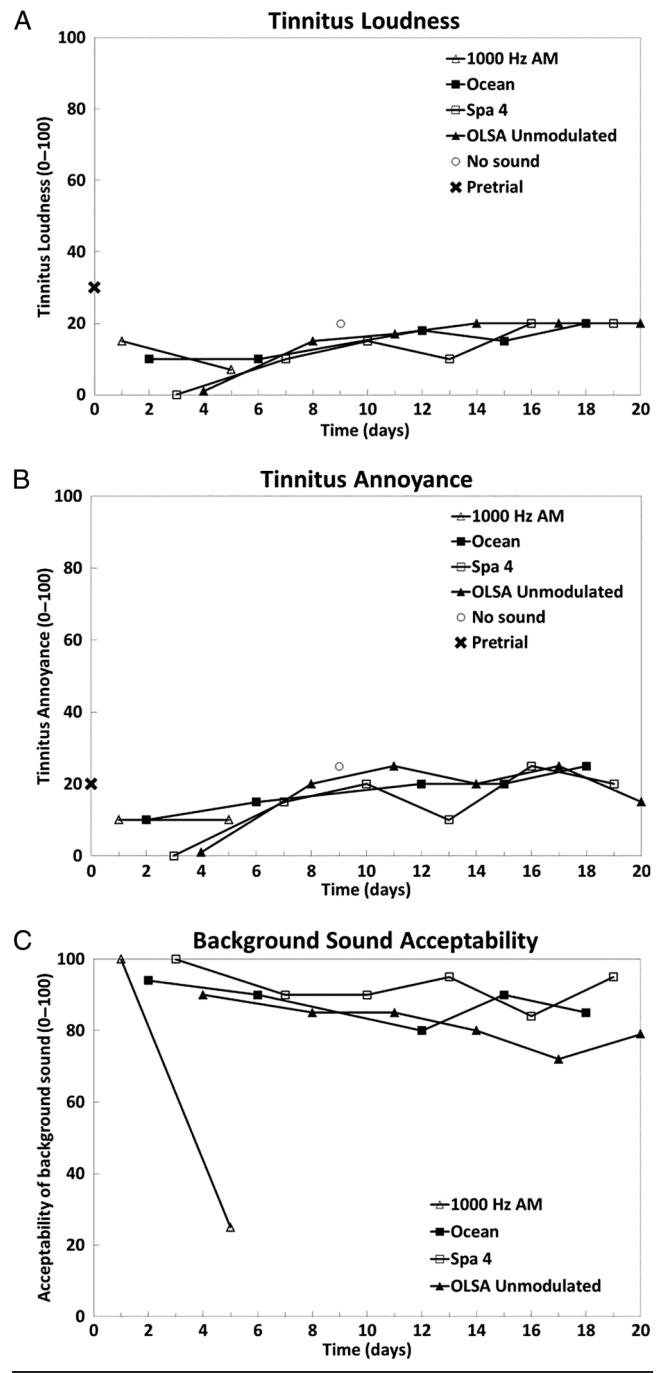 A
Tinnitus Loudness
Tinnitus Loudness (0–100)
100
80
60
40
20
0
1000 Hz AM
Ocean
Spa 4
OLSA Unmodulated
No sound
Pretrial
0 2 4 6 8 10 12 14 16 18 20
Time (days)
B
Tinnitus Annoyance
Tinnitus Annoyance (0–100)
100
80
60
40
20
0
1000 Hz AM
Ocean
Spa 4
OLSA Unmodulated
No sound
Pretrial
0 2 4 6 8 10 12 14 16 18 20
Time (days)
C
Background Sound Acceptability
Acceptability of background sound (0–100)
100
80
60
40
20
0
1000 Hz AM
Ocean
Spa 4
OLSA Unmodulated
0 2 4 6 8 10 12 14 16 18 20
Time (days)